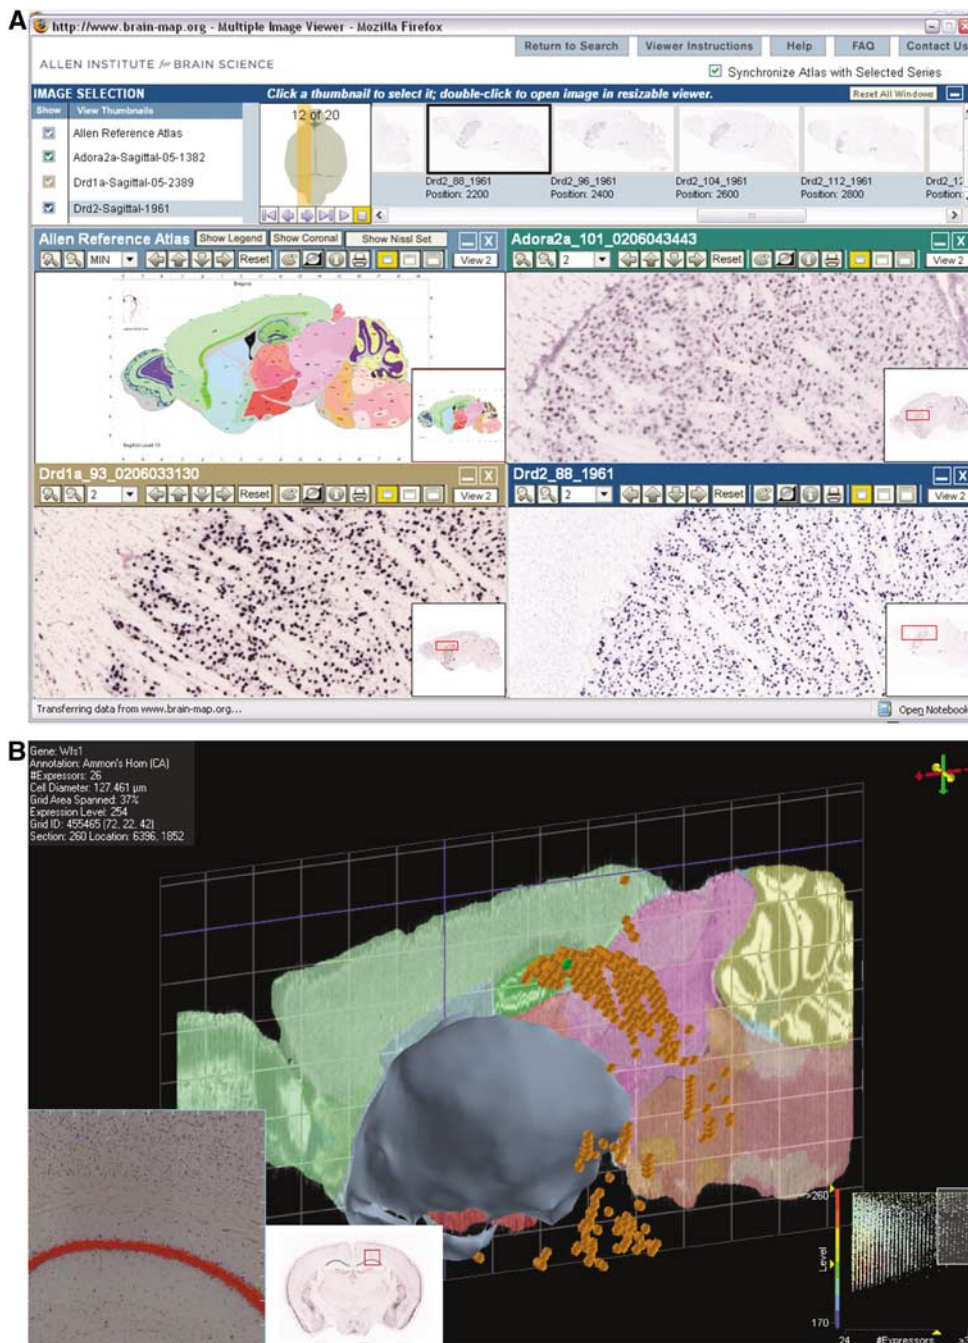 A
http://www.brain-map.org - Multiple Image Viewer - Mozilla Firefox
Return to Search
Viewer Instructions
Help
FAQ
Contact Us
ALLEN INSTITUTE for BRAIN SCIENCE
Synchronize Atlas with Selected Series
IMAGE SELECTION
Click a thumbnail to select it; double-click to open image in resizable viewer.
Reset All Windows
Show
View Thumbnails
Allen Reference Atlas
Adora2a-Sagittal-05-1382
Drd1a-Sagittal-05-2389
Drd2-Sagittal-1961
12 of 20
Drd2_88_1961
Position: 2200
Drd2_96_1961
Position: 2400
Drd2_104_1961
Position: 2600
Drd2_112_1961
Position: 2800
Drd2_12
Position
Allen Reference Atlas
Show Legend
Show Coronal
Show Nissl Set
MIN
Reset
View 2
Adora2a_101_0206043443
2
Reset
View 2
Drd1a_93_0206033130
2
Reset
View 2
Drd2_88_1961
2
Reset
View 2
Transferring data from www.brain-map.org...
Open Notebook
B
Gene: Wfs1
Annotation: Ammon's Horn (CA)
#Expressors: 26
Cell Diameter: 127.461 µm
Grid Area Spanned: 37%
Expression Level: 254
Grid ID: 455465 (72, 22, 42)
Section: 260 Location: 6396, 1852
>260
Level
170
24
#Expressors